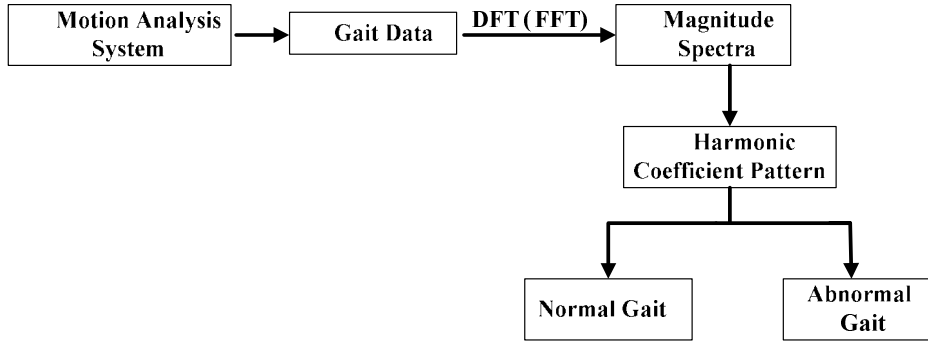 Motion Analysis
System
Gait Data
DFT (FFT)
Magnitude
Spectra
Harmonic
Coefficient Pattern
Normal Gait
Abnormal
Gait